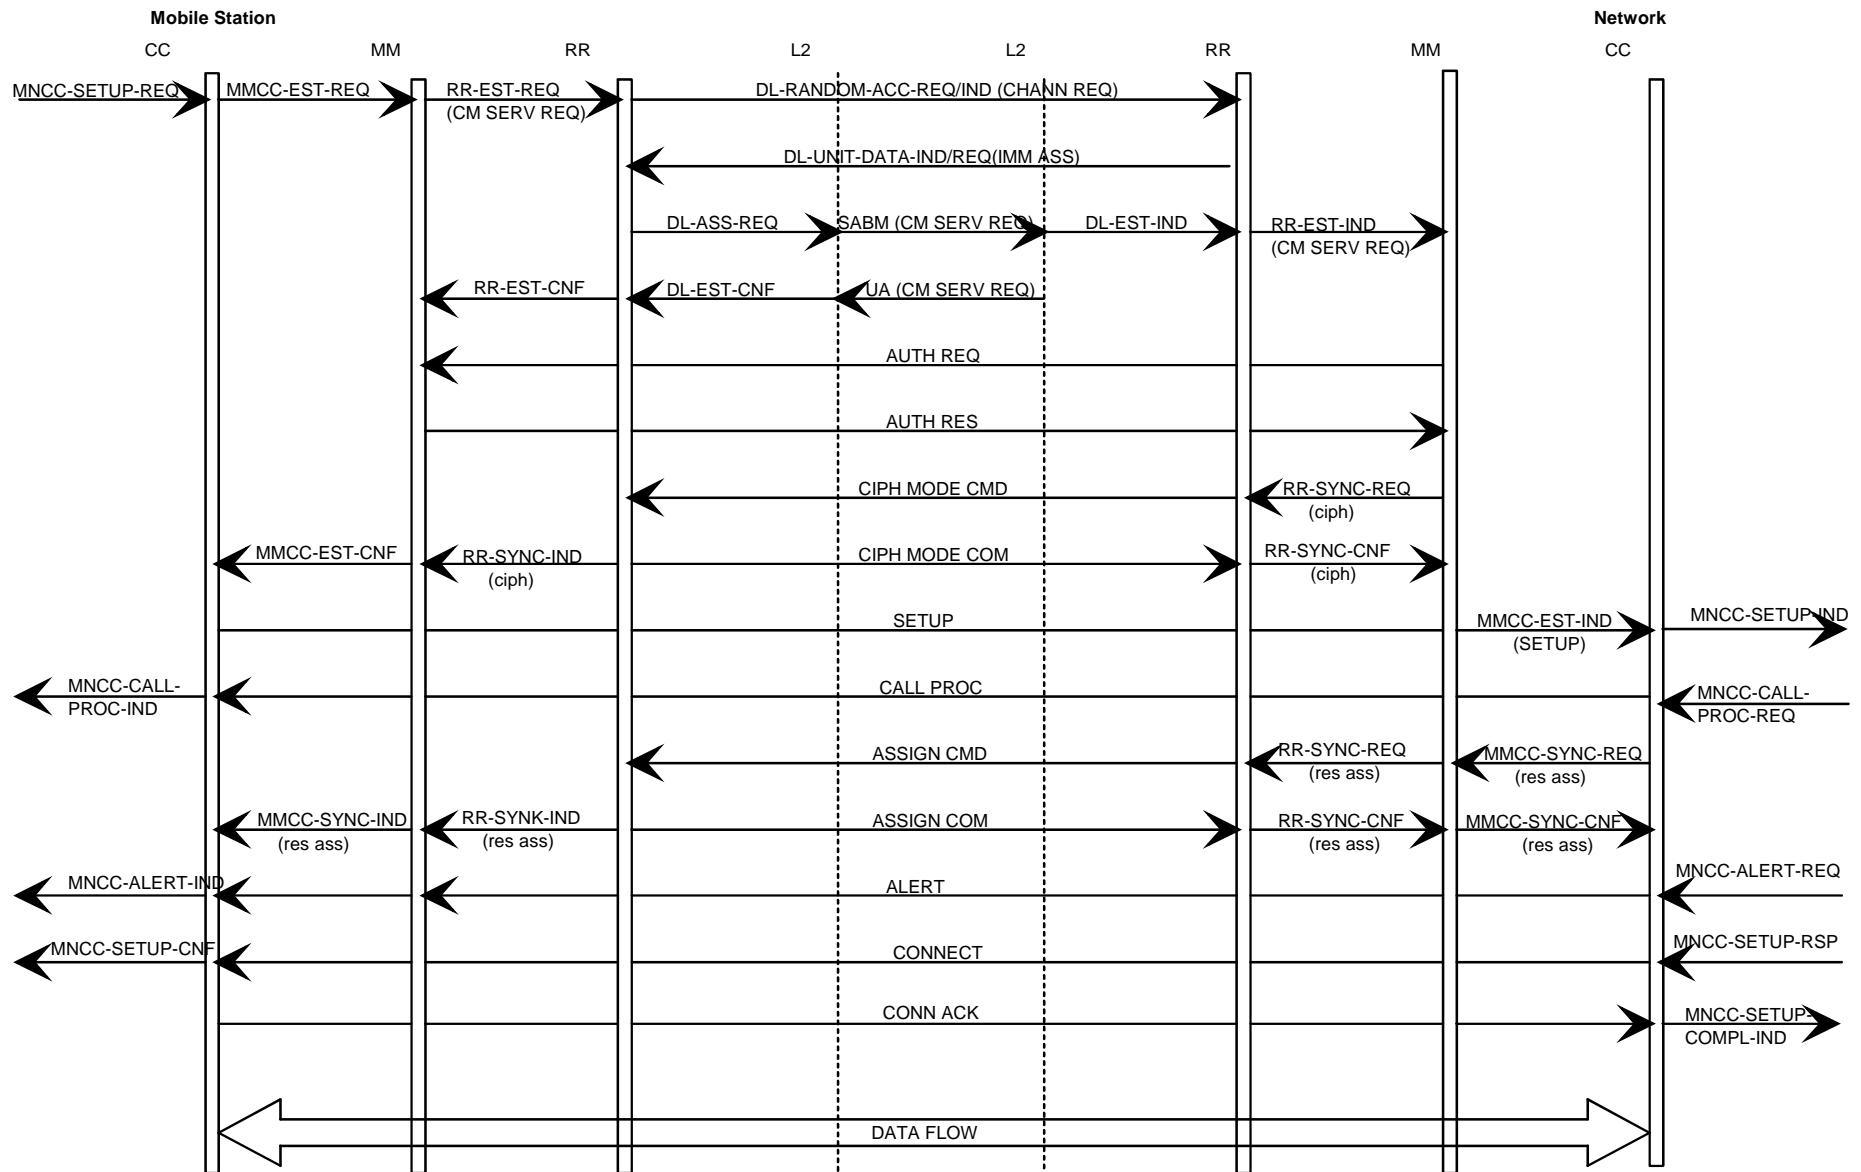 Mobile Station Network
CC MM RR L2 L2 RR MM CC
MNCC-SETUP-REQ MMCC-EST-REQ RR-EST-REQ DL-RANDOM-ACC-REQ/IND (CHANN REQ)
(CM SERV REQ)
DL-UNIT-DATA-IND/REQ(IMM ASS)
DL-ASS-REQ SABM (CM SERV REQ) DL-EST-IND RR-EST-IND
(CM SERV REQ)
RR-EST-CNF DL-EST-CNF UA (CM SERV REQ)
AUTH REQ
AUTH RES
CIPH MODE CMD RR-SYNC-REQ
(ciph)
MMCC-EST-CNF RR-SYNC-IND CIPH MODE COM RR-SYNC-CNF
(ciph) (ciph)
SETUP MMCC-EST-IND MNCC-SETUP-IND
(SETUP)
MNCC-CALL- CALL PROC MNCC-CALL-
PROC-IND PROC-REQ
ASSIGN CMD RR-SYNC-REQ MMCC-SYNC-REQ
(res ass) (res ass)
MMCC-SYNC-IND RR-SYNK-IND ASSIGN COM RR-SYNC-CNF MMCC-SYNC-CNF
(res ass) (res ass) (res ass) (res ass)
MNCC-ALERT-IND ALERT MNCC-ALERT-REQ
MNCC-SETUP-CNF CONNECT MNCC-SETUP-RSP
CONN ACK MNCC-SETUP-
COMPL-IND
DATA FLOW